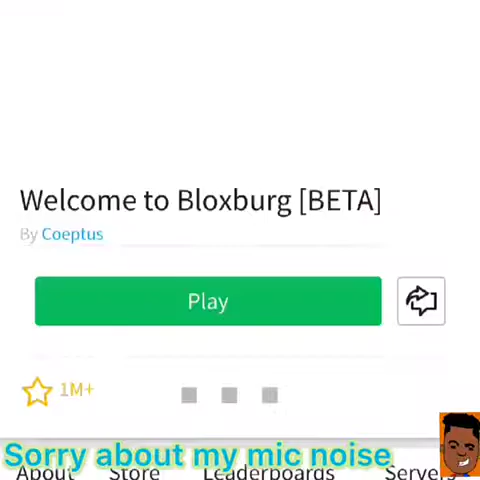 Welcome to Bloxburg [BETA]
By Coeptus
Play
1M+
Sorry about my mic noise
About Store Leaderboards Servers